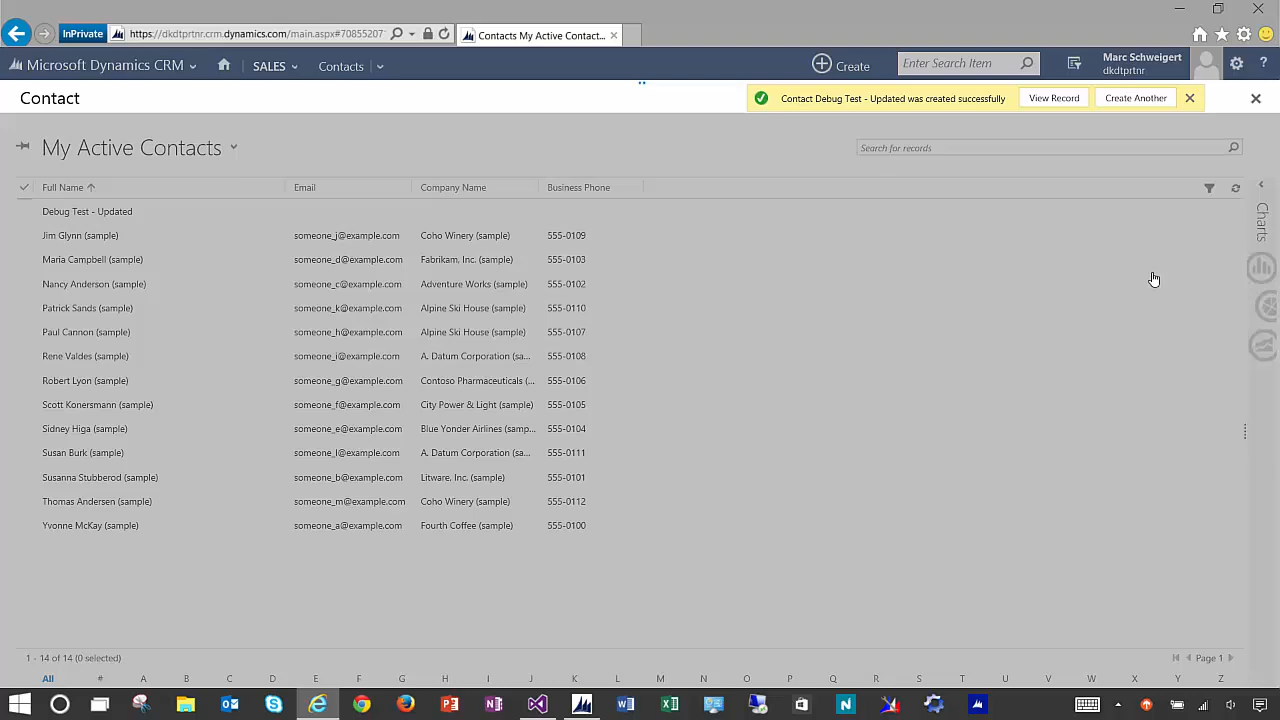 InPrivate
https://dkdtprtnr.crm.dynamics.com/main.aspx#70855207
Contacts My Active Contact...
Microsoft Dynamics CRM
SALES
Contacts
Create
Enter Search Item
Marc Schweigert
dkdtprtnr
?
Contact
Contact Debug Test - Updated was created successfully
View Record
Create Another
My Active Contacts
Search for records
Full Name Email Company Name Business Phone
Debug Test - Updated
Jim Glynn (sample) someone_j@example.com Coho Winery (sample) 555-0109
Maria Campbell (sample) someone_d@example.com Fabrikam, Inc. (sample) 555-0103
Nancy Anderson (sample) someone_c@example.com Adventure Works (sample) 555-0102
Patrick Sands (sample) someone_k@example.com Alpine Ski House (sample) 555-0110
Paul Cannon (sample) someone_h@example.com Alpine Ski House (sample) 555-0107
Rene Valdes (sample) someone_i@example.com A. Datum Corporation (sa... 555-0108
Robert Lyon (sample) someone_g@example.com Contoso Pharmaceuticals (... 555-0106
Scott Konersmann (sample) someone_f@example.com City Power & Light (sample) 555-0105
Sidney Higa (sample) someone_e@example.com Blue Yonder Airlines (samp... 555-0104
Susan Burk (sample) someone_l@example.com A. Datum Corporation (sa... 555-0111
Susanna Stubberod (sample) someone_b@example.com Litware, Inc. (sample) 555-0101
Thomas Andersen (sample) someone_m@example.com Coho Winery (sample) 555-0112
Yvonne McKay (sample) someone_a@example.com Fourth Coffee (sample) 555-0100
Charts
1 - 14 of 14 (0 selected)
Page 1
All # A B C D E F G H I J K L M N O P Q R S T U V W X Y Z